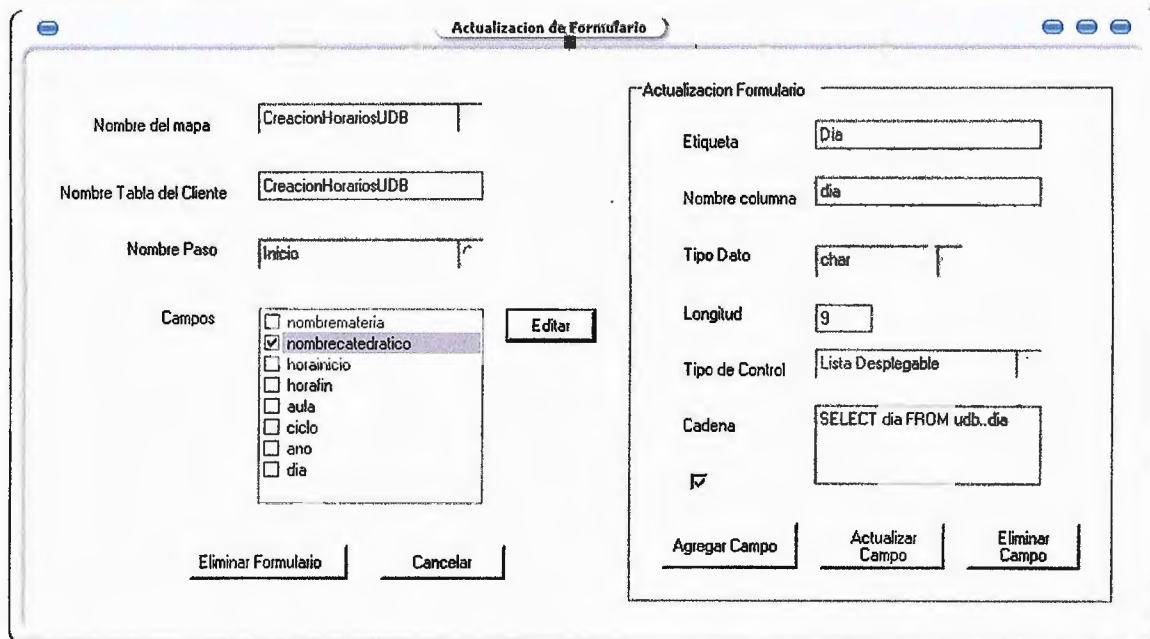 Actualizacion de Formulario
Nombre del mapa
CreacionHorariosUDB
Nombre Tabla del Cliente
CreacionHorariosUDB
Nombre Paso
Inicio
Campos
nombremateria
nombrecatedratico
horainicio
horafin
aula
ciclo
ano
dia
Editar
Eliminar Formulario
Cancelar
Actualizacion Formulario
Etiqueta
Dia
Nombre columna
dia
Tipo Dato
char
Longitud
9
Tipo de Control
Lista Desplegable
Cadena
SELECT dia FROM udb..dia
Agregar Campo
Actualizar
Campo
Eliminar
Campo